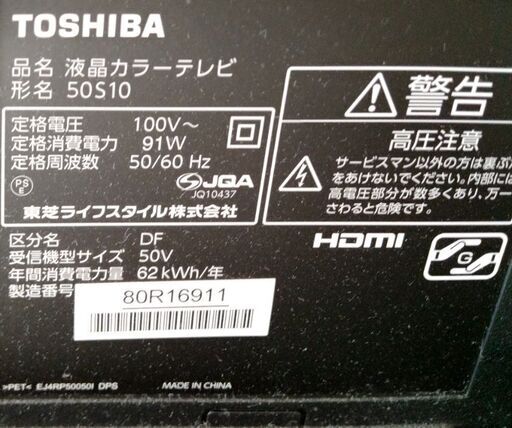 TOSHIBA
品名 液晶カラーテレビ
形名 50S10
定格電圧 100V～
定格消費電力 91W
定格周波数 50/60 Hz
PS
E
JQA
JQ10437
東芝ライフスタイル株式会社
区分名 DF
受信機型サイズ 50V
年間消費電力量 62 kWh/年
製造番号
80R16911
>PET< EJ4RP50050I DPS
MADE IN CHINA
警告
高圧注意
サービスマン以外の方は裏ぶた
をあけないでください。内部には
高電圧部分が数多くあり、万一
さわると危険です。
HDMI
G